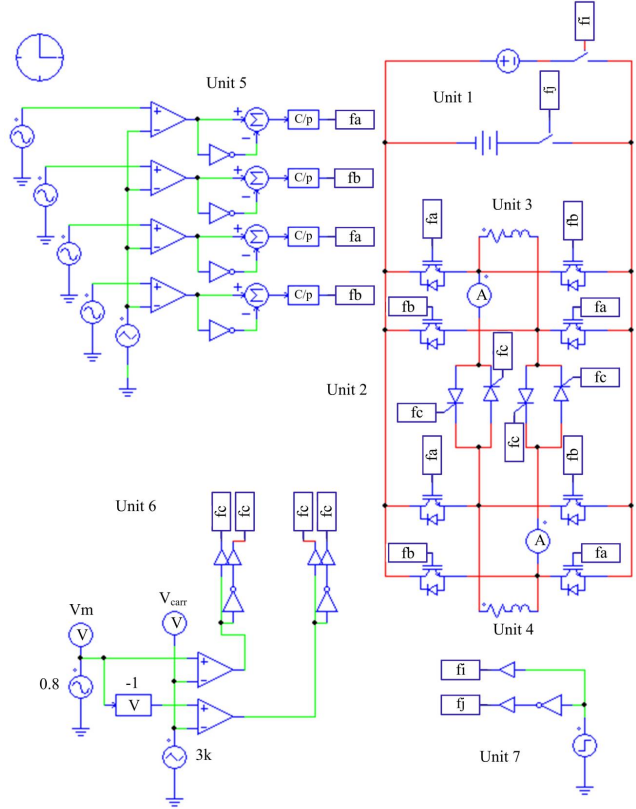 fi
Unit 5
Unit 1
fj
C/p
fa
C/p
fb
C/p
fa
C/p
fb
Unit 3
fa
fb
A
fb
fa
Unit 2
fc
fc
fc
fc
fa
fb
A
fb
fa
Unit 4
Unit 6
fc
fc
fc
fc
Vm
V
Vcarr
V
0.8
-1
V
3k
fi
fj
Unit 7